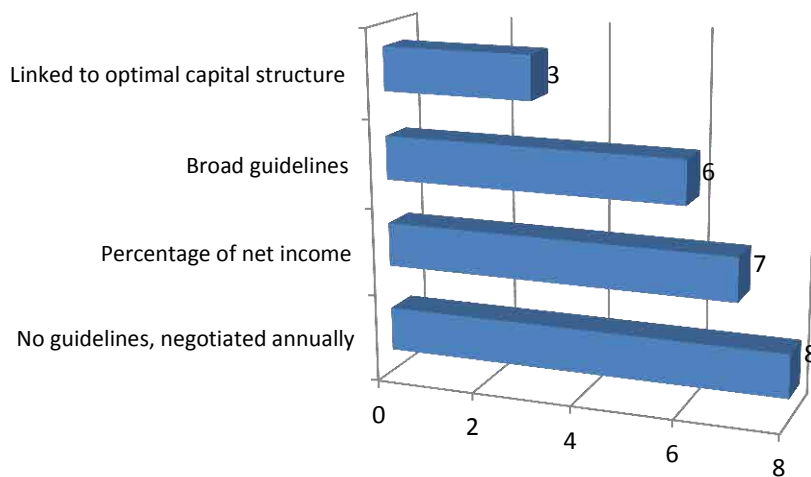 Linked to optimal capital structure
3
Broad guidelines
6
Percentage of net income
7
No guidelines, negotiated annually
8
0
2
4
6
8